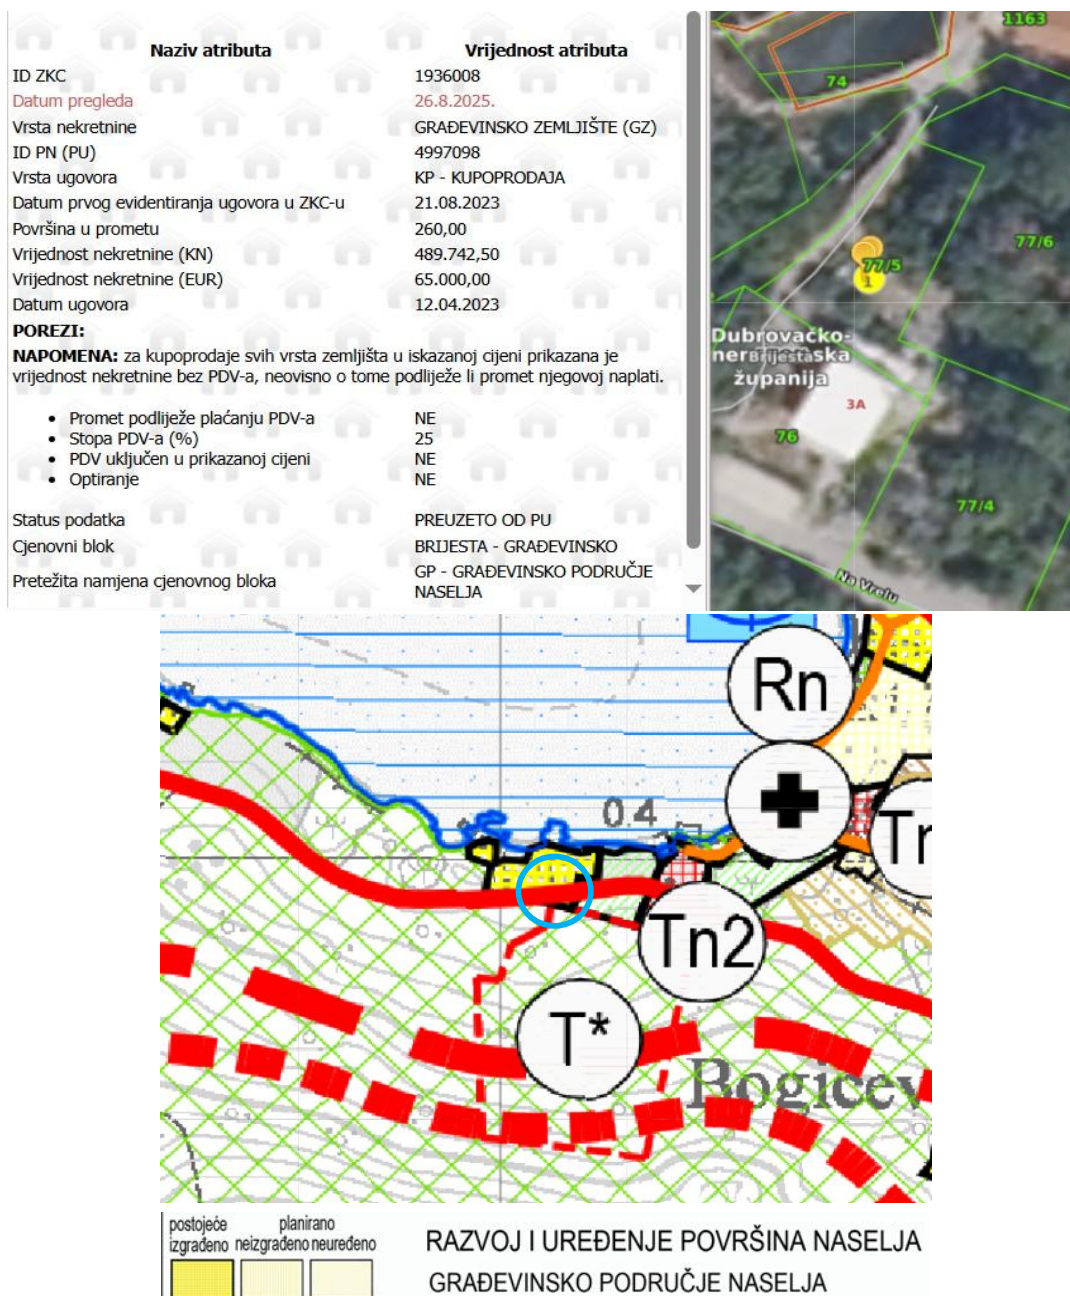 Naziv atributa Vrijednost atributa
ID ZKC 1936008
Datum pregleda 26.8.2025.
Vrsta nekretnine GRAĐEVINSKO ZEMLJIŠTE (GZ)
ID PN (PU) 4997098
Vrsta ugovora KP - KUPOPRODAJA
Datum prvog evidentiranja ugovora u ZKC-u 21.08.2023
Površina u prometu 260,00
Vrijednost nekretnine (KN) 489.742,50
Vrijednost nekretnine (EUR) 65.000,00
Datum ugovora 12.04.2023
POREZI:
NAPOMENA: za kupoprodaje svih vrsta zemljišta u iskazanoj cijeni prikazana je
vrijednost nekretnine bez PDV-a, neovisno o tome podliježe li promet njegovoj naplati.
• Promet podliježe plaćanju PDV-a NE
• Stopa PDV-a (%) 25
• PDV uključen u prikazanoj cijeni NE
• Optiranje NE
Status podatka PREUZETO OD PU
Cjenovni blok BRIJESTA - GRAĐEVINSKO
Pretežita namjena cjenovnog bloka GP - GRAĐEVINSKO PODRUČJE
NASELJA
1163
74
77/6
77/5
1
Dubrovačko-
Brijesta
županija
3A
76
77/4
Na Vrelu
Rn
04
Tn2
T*
Bogicev
postojeće planirano
izgrađeno neizgrađeno neuređeno
RAZVOJ I UREĐENJE POVRŠINA NASELJA
GRAĐEVINSKO PODRUČJE NASELJA